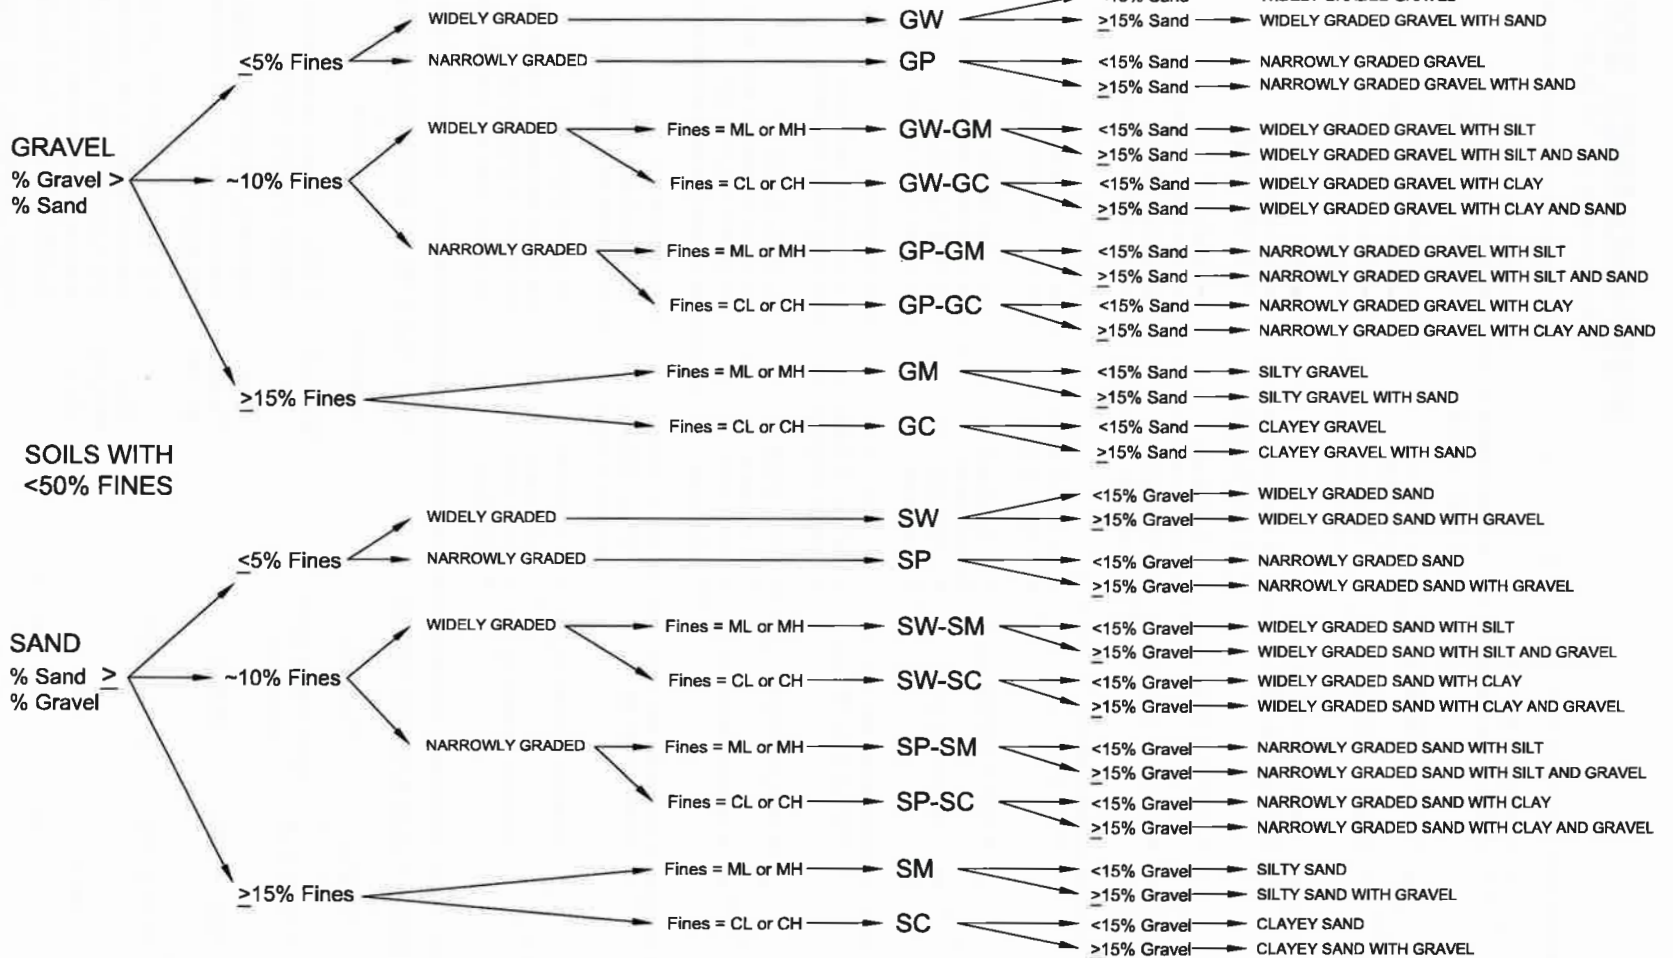 WIDELY GRADED GW ≥15% Sand WIDELY GRADED GRAVEL WITH SAND
≤5% Fines NARROWLY GRADED GP <15% Sand NARROWLY GRADED GRAVEL
≥15% Sand NARROWLY GRADED GRAVEL WITH SAND
WIDELY GRADED Fines = ML or MH GW-GM <15% Sand WIDELY GRADED GRAVEL WITH SILT
GRAVEL
≥15% Sand WIDELY GRADED GRAVEL WITH SILT AND SAND
% Gravel > ~10% Fines Fines = CL or CH GW-GC <15% Sand WIDELY GRADED GRAVEL WITH CLAY
% Sand ≥15% Sand WIDELY GRADED GRAVEL WITH CLAY AND SAND
NARROWLY GRADED Fines = ML or MH GP-GM <15% Sand NARROWLY GRADED GRAVEL WITH SILT
≥15% Sand NARROWLY GRADED GRAVEL WITH SILT AND SAND
Fines = CL or CH GP-GC <15% Sand NARROWLY GRADED GRAVEL WITH CLAY
≥15% Sand NARROWLY GRADED GRAVEL WITH CLAY AND SAND
Fines = ML or MH GM <15% Sand SILTY GRAVEL
≥15% Fines ≥15% Sand SILTY GRAVEL WITH SAND
Fines = CL or CH GC <15% Sand CLAYEY GRAVEL
≥15% Sand CLAYEY GRAVEL WITH SAND
SOILS WITH
<50% FINES
<15% Gravel WIDELY GRADED SAND
WIDELY GRADED SW ≥15% Gravel WIDELY GRADED SAND WITH GRAVEL
≤5% Fines NARROWLY GRADED SP <15% Gravel NARROWLY GRADED SAND
≥15% Gravel NARROWLY GRADED SAND WITH GRAVEL
WIDELY GRADED Fines = ML or MH SW-SM <15% Gravel WIDELY GRADED SAND WITH SILT
SAND
≥15% Gravel WIDELY GRADED SAND WITH SILT AND GRAVEL
% Sand ≥ ~10% Fines Fines = CL or CH SW-SC <15% Gravel WIDELY GRADED SAND WITH CLAY
% Gravel ≥15% Gravel WIDELY GRADED SAND WITH CLAY AND GRAVEL
NARROWLY GRADED Fines = ML or MH SP-SM <15% Gravel NARROWLY GRADED SAND WITH SILT
≥15% Gravel NARROWLY GRADED SAND WITH SILT AND GRAVEL
Fines = CL or CH SP-SC <15% Gravel NARROWLY GRADED SAND WITH CLAY
≥15% Gravel NARROWLY GRADED SAND WITH CLAY AND GRAVEL
Fines = ML or MH SM <15% Gravel SILTY SAND
≥15% Fines ≥15% Gravel SILTY SAND WITH GRAVEL
Fines = CL or CH SC <15% Gravel CLAYEY SAND
≥15% Gravel CLAYEY SAND WITH GRAVEL